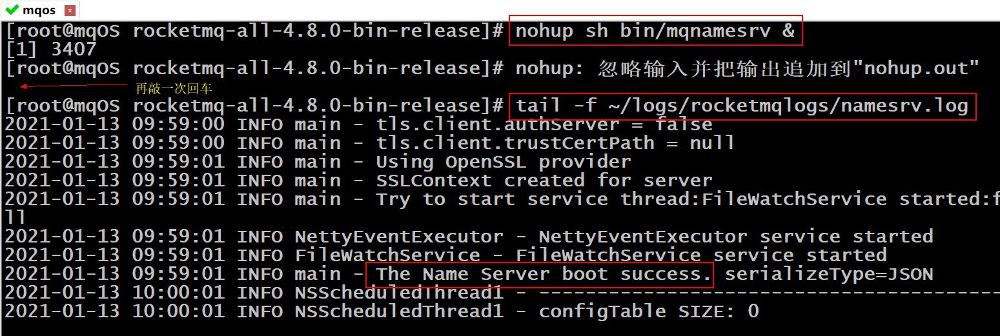 mqos
[root@mqOS rocketmq-all-4.8.0-bin-release]# nohup sh bin/mqnamesrv &
[1] 3407
[root@mqOS rocketmq-all-4.8.0-bin-release]# nohup: 忽略输入并把输出追加到"nohup.out"
再敲一次回车
[root@mqOS rocketmq-all-4.8.0-bin-release]# tail -f ~/logs/rocketmqlogs/namesrv.log
2021-01-13 09:59:00 INFO main - tls.client.authServer = false
2021-01-13 09:59:00 INFO main - tls.client.trustCertPath = null
2021-01-13 09:59:01 INFO main - Using OpenSSL provider
2021-01-13 09:59:01 INFO main - SSLContext created for server
2021-01-13 09:59:01 INFO main - Try to start service thread:FileWatchService started:f
ll
2021-01-13 09:59:01 INFO NettyEventExecutor - NettyEventExecutor service started
2021-01-13 09:59:01 INFO FileWatchService - FileWatchService service started
2021-01-13 09:59:01 INFO main - The Name Server boot success. serializeType=JSON
2021-01-13 10:00:01 INFO NSScheduledThread1 - ----------------------------------------
2021-01-13 10:00:01 INFO NSScheduledThread1 - configTable SIZE: 0